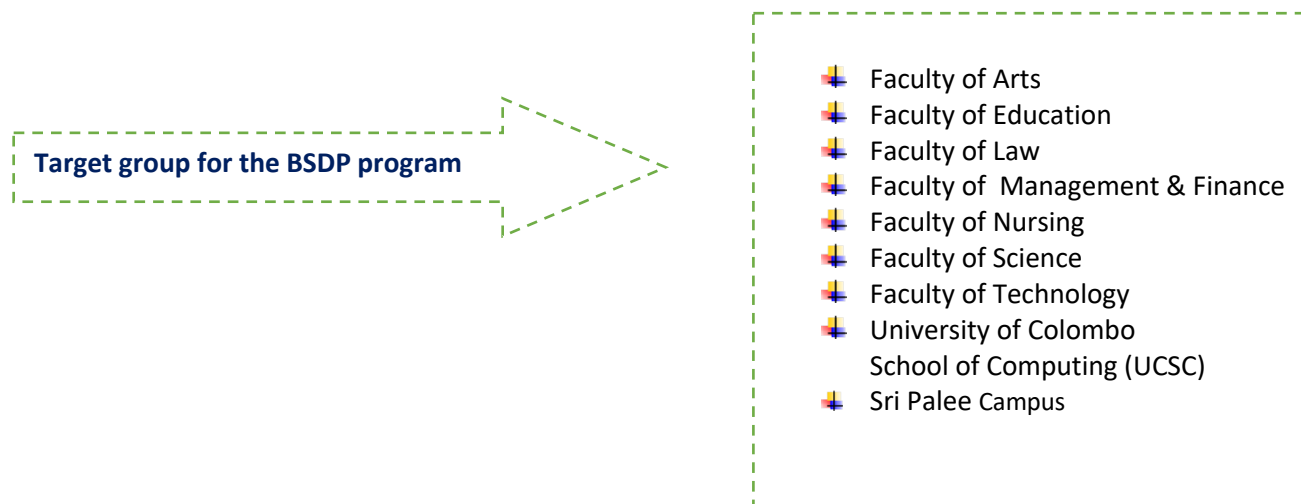 Target group for the BSDP program
Faculty of Arts
Faculty of Education
Faculty of Law
Faculty of Management & Finance
Faculty of Nursing
Faculty of Science
Faculty of Technology
University of Colombo
School of Computing (UCSC)
Sri Palee Campus